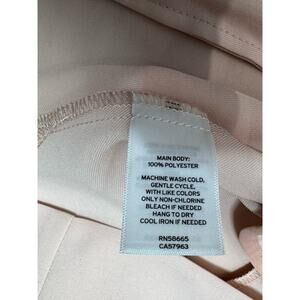 MAIN BODY:
100% POLYESTER
MACHINE WASH COLD,
GENTLE CYCLE,
WITH LIKE COLORS
ONLY NON-CHLORINE
BLEACH IF NEEDED
HANG TO DRY
COOL IRON IF NEEDED
RN58665
CA57963